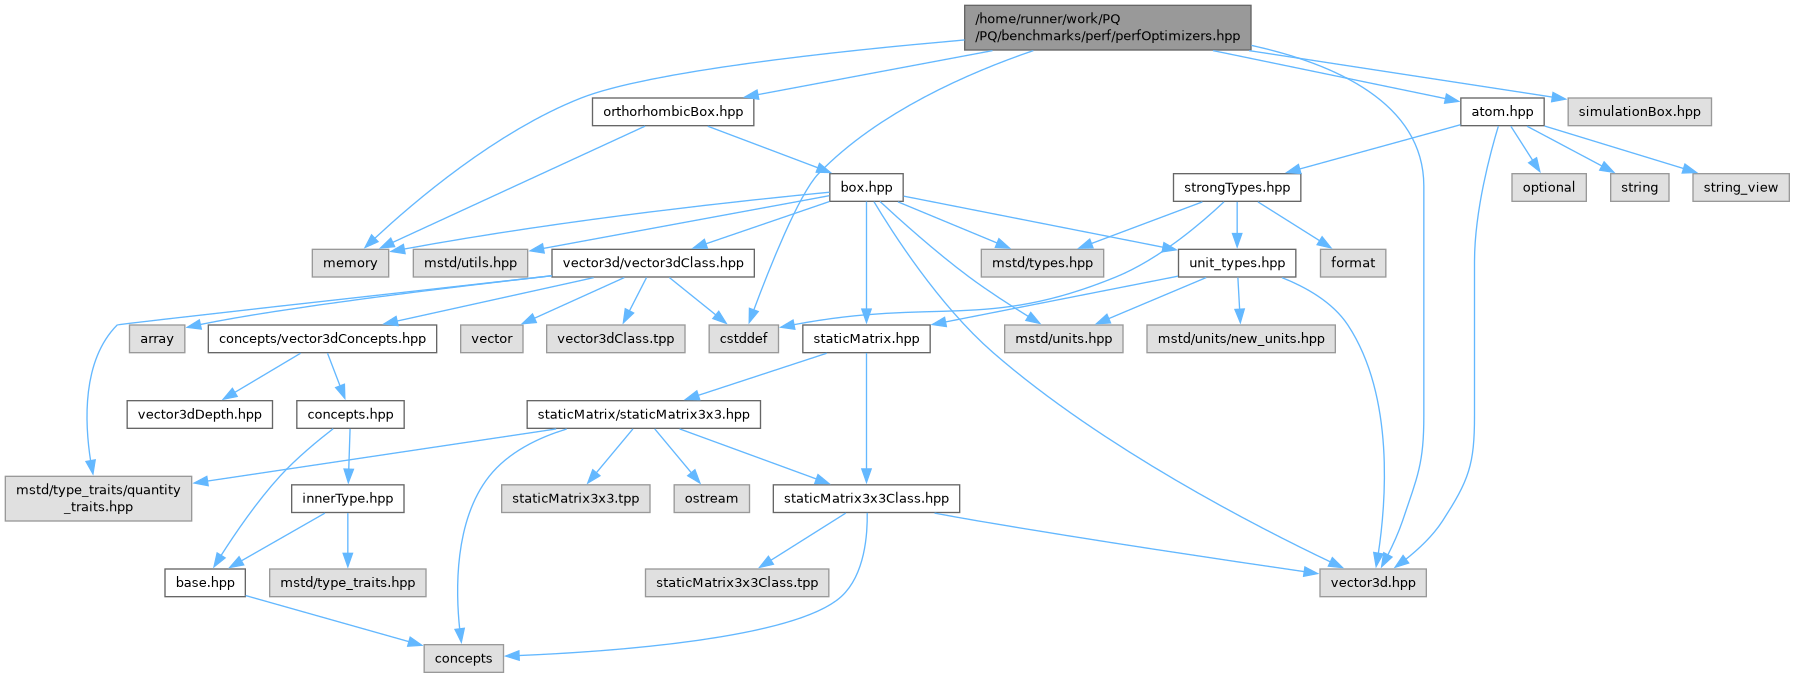 /home/runner/work/PQ
/PQ/benchmarks/perf/perfOptimizers.hpp
orthorhombicBox.hpp
atom.hpp
simulationBox.hpp
box.hpp
strongTypes.hpp
optional
string
string_view
memory
mstd/utils.hpp
vector3d/vector3dClass.hpp
mstd/types.hpp
unit_types.hpp
format
array
concepts/vector3dConcepts.hpp
vector
vector3dClass.tpp
cstddef
staticMatrix.hpp
mstd/units.hpp
mstd/units/new_units.hpp
vector3dDepth.hpp
concepts.hpp
staticMatrix/staticMatrix3x3.hpp
mstd/type_traits/quantity
_traits.hpp
innerType.hpp
staticMatrix3x3.tpp
ostream
staticMatrix3x3Class.hpp
base.hpp
mstd/type_traits.hpp
staticMatrix3x3Class.tpp
vector3d.hpp
concepts